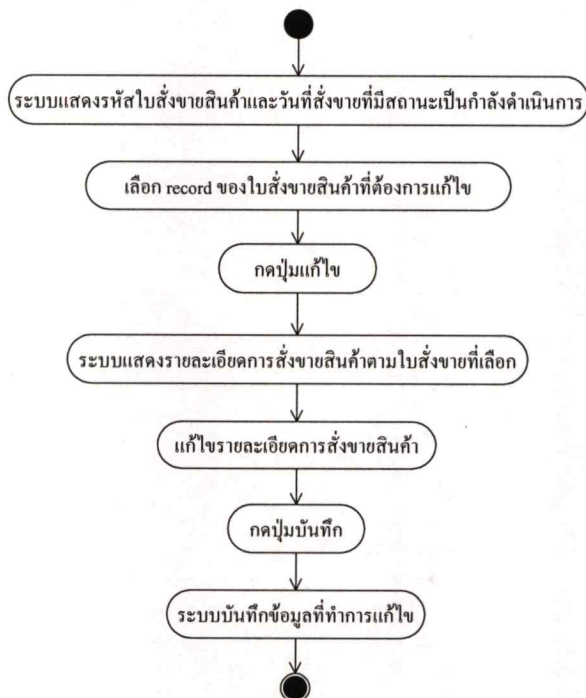 ระบบแสดงรหัสใบสั่งขายสินค้าและวันที่สั่งขายที่มีสถานะเป็นกำลังดำเนินการ
เลือก record ของใบสั่งขายสินค้าที่ต้องการแก้ไข
กดปุ่มแก้ไข
ระบบแสดงรายละเอียดการสั่งขายสินค้าตามใบสั่งขายที่เลือก
แก้ไขรายละเอียดการสั่งขายสินค้า
กดปุ่มบันทึก
ระบบบันทึกข้อมูลที่ทำการแก้ไข